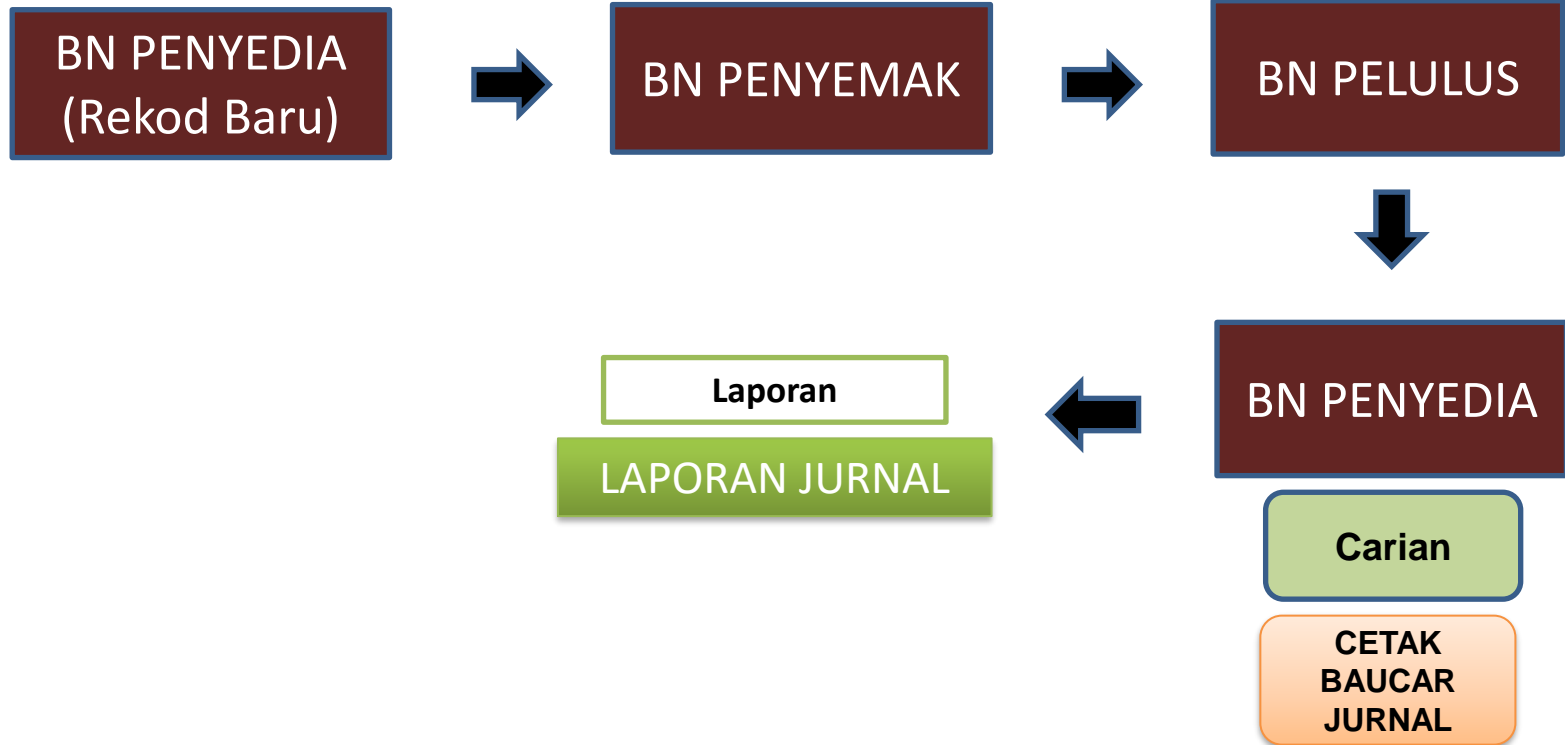 BN PENYEDIA
(Rekod Baru)
BN PENYEMAK
BN PELULUS
BN PENYEDIA
Carian
CETAK
BAUCAR
JURNAL
Laporan
LAPORAN JURNAL